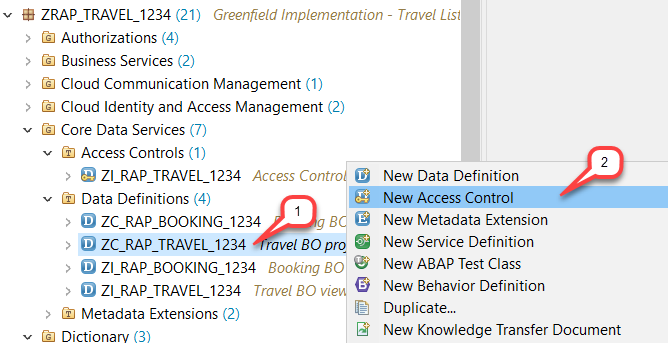 ZRAP_TRAVEL_1234 (21) Greenfield Implementation - Travel List
Authorizations (4)
Business Services (2)
Cloud Communication Management (1)
Cloud Identity and Access Management (2)
Core Data Services (7)
Access Controls (1)
ZI_RAP_TRAVEL_1234 Access Control
Data Definitions (4)
ZC_RAP_BOOKING_1234 BO
ZC_RAP_TRAVEL_1234 Travel BO proj
ZI_RAP_BOOKING_1234 Booking BO
ZI_RAP_TRAVEL_1234 Travel BO view
Metadata Extensions (2)
Dictionary (3)
1
2
New Data Definition
New Access Control
New Metadata Extension
New Service Definition
New ABAP Test Class
New Behavior Definition
Duplicate...
New Knowledge Transfer Document